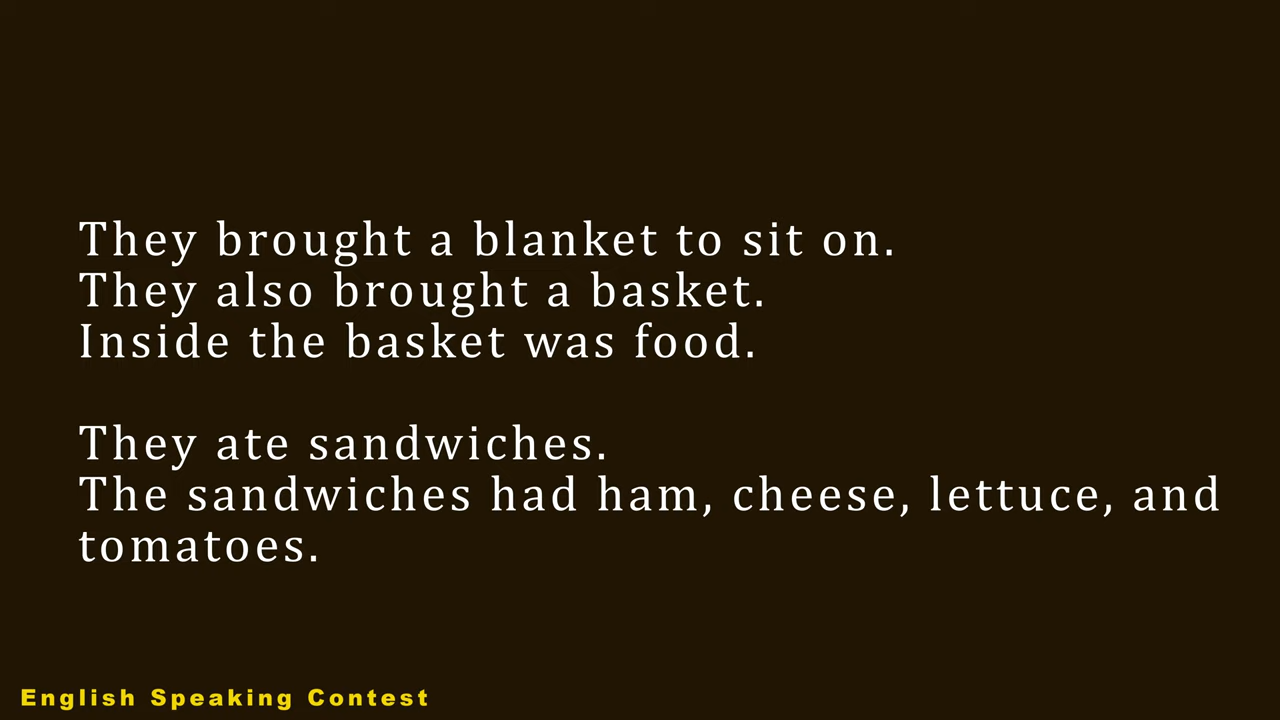 They brought a blanket to sit on.
They also brought a basket.
Inside the basket was food.
They ate sandwiches.
The sandwiches had ham, cheese, lettuce, and
tomatoes.
English Speaking Contest